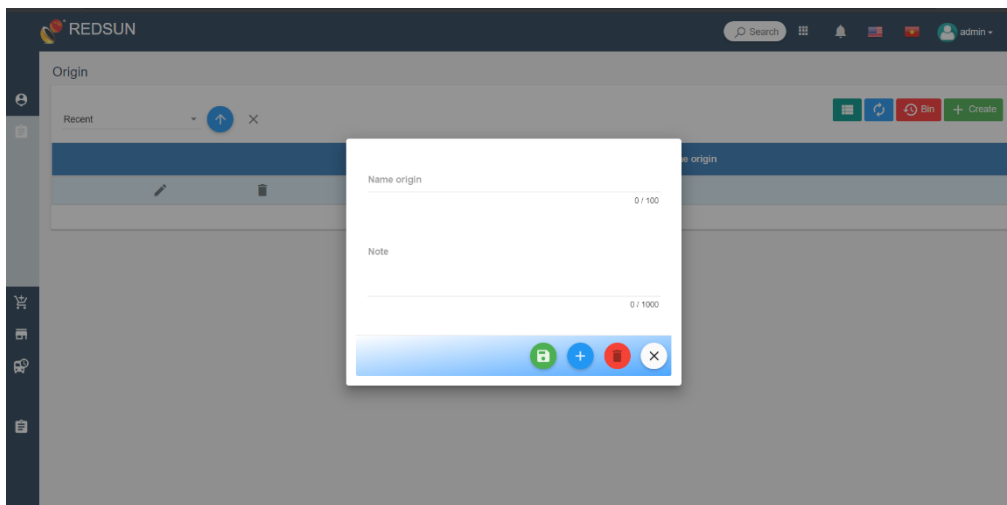 REDSUN
Search
admin
Origin
Recent
Bin
+ Create
e origin
Name origin
0 / 100
Note
0 / 1000